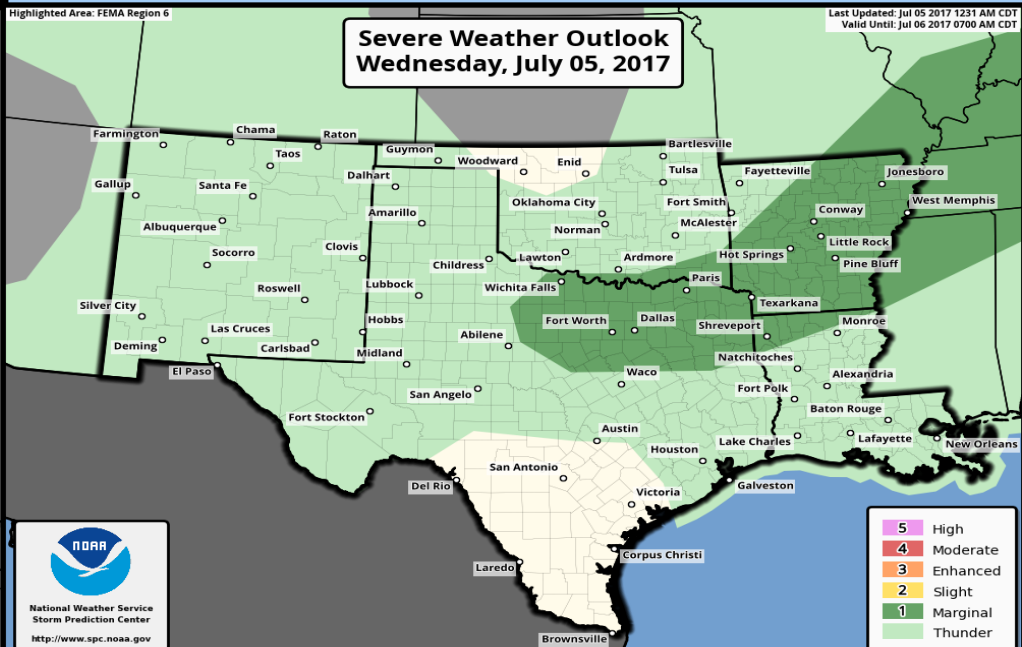 Highlighted Area: FEMA Region 6
Last Updated: Jul 05 2017 1231 AM CDT
Valid Until: Jul 06 2017 0700 AM CDT
Severe Weather Outlook
Wednesday, July 05, 2017
Farmington
Chama
Raton
Taos
Guymon
Woodward
Enid
Bartlesville
Tulsa
Fayetteville
Jonesboro
Gallup
Santa Fe
Dalhart
Oklahoma City
Fort Smith
West Memphis
Albuquerque
Amarillo
Norman
McAlester
Conway
Socorro
Clovis
Childress
Lawton
Ardmore
Hot Springs
Little Rock
Pine Bluff
Roswell
Lubbock
Wichita Falls
Paris
Texarkana
Silver City
Las Cruces
Hobbs
Abilene
Fort Worth
Dallas
Shreveport
Monroe
Deming
Carlsbad
Midland
El Paso
Natchitoches
Waco
Alexandria
San Angelo
Fort Polk
Fort Stockton
Baton Rouge
Austin
Houston
Lake Charles
Lafayette
New Orleans
San Antonio
Del Rio
Victoria
Galveston
Corpus Christi
Laredo
Brownsville
NOAA
National Weather Service
Storm Prediction Center
http://www.spc.noaa.gov
5 High
4 Moderate
3 Enhanced
2 Slight
1 Marginal
Thunder